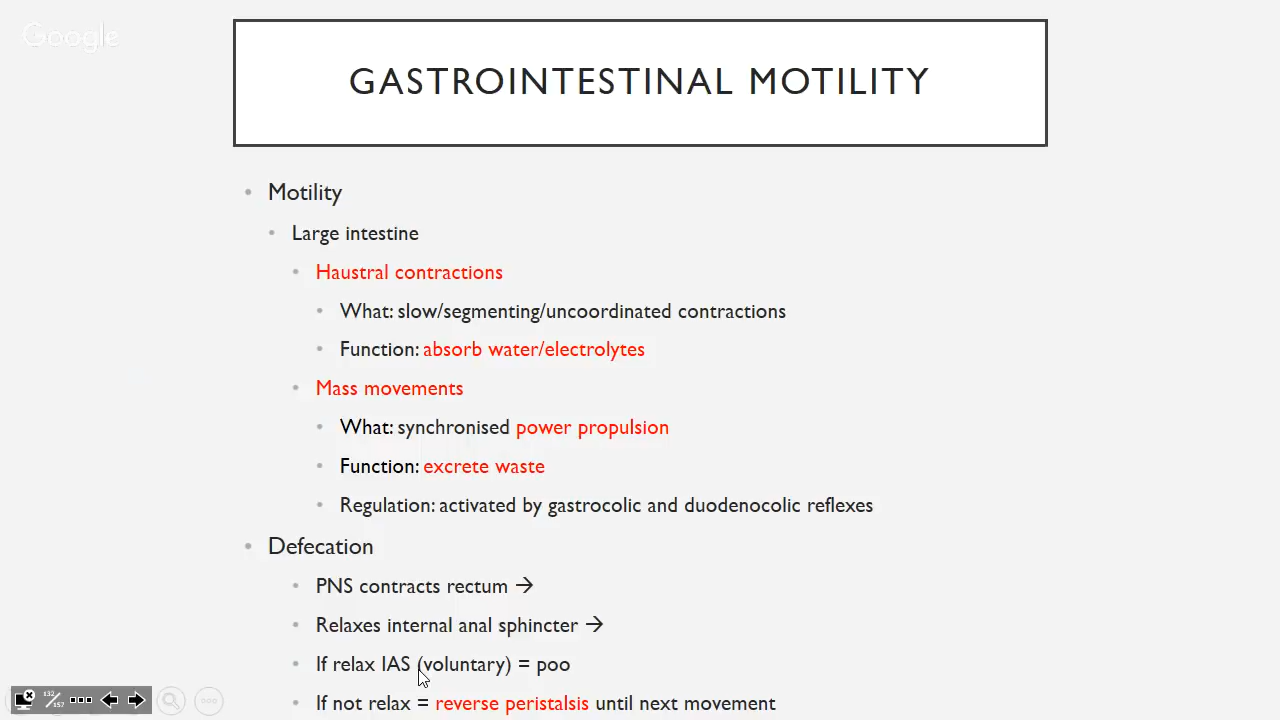 Google
GASTROINTESTINAL MOTILITY
• Motility
• Large intestine
• Haustral contractions
• What: slow/segmenting/uncoordinated contractions
• Function: absorb water/electrolytes
• Mass movements
• What: synchronised power propulsion
• Function: excrete waste
• Regulation: activated by gastrocolic and duodenocolic reflexes
• Defecation
• PNS contracts rectum →
• Relaxes internal anal sphincter →
• If relax IAS (voluntary) = poo
• If not relax = reverse peristalsis until next movement
132/157